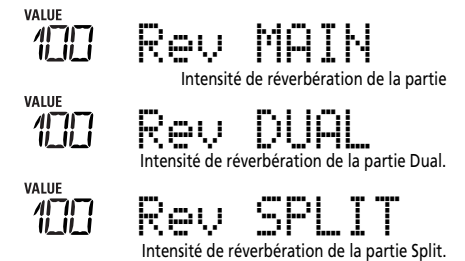 VALUE
100 Rev MAIN
Intensité de réverbération de la partie
VALUE
100 Rev DUAL
Intensité de réverbération de la partie Dual.
VALUE
100 Rev SPLIT
Intensité de réverbération de la partie Split.